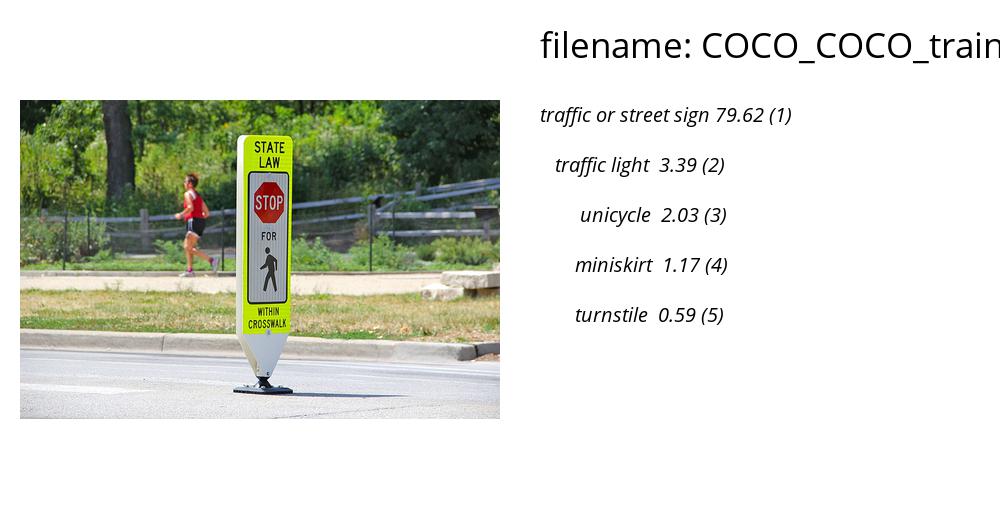 filename: COCO_COCO_train
traffic or street sign 79.62 (1)
traffic light 3.39 (2)
unicycle 2.03 (3)
miniskirt 1.17 (4)
turnstile 0.59 (5)
STATE
LAW
STOP
FOR
WITHIN
CROSSWALK